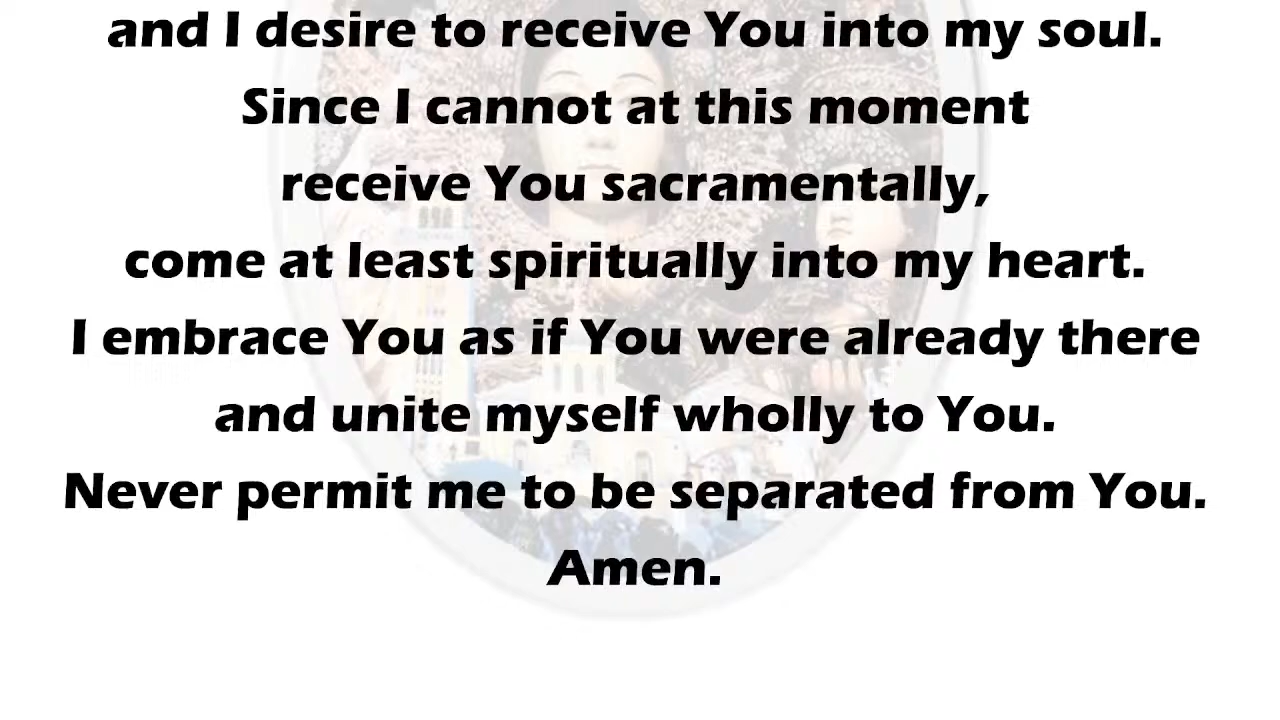 and I desire to receive You into my soul.
Since I cannot at this moment
receive You sacramentally,
come at least spiritually into my heart.
I embrace You as if You were already there
and unite myself wholly to You.
Never permit me to be separated from You.
Amen.